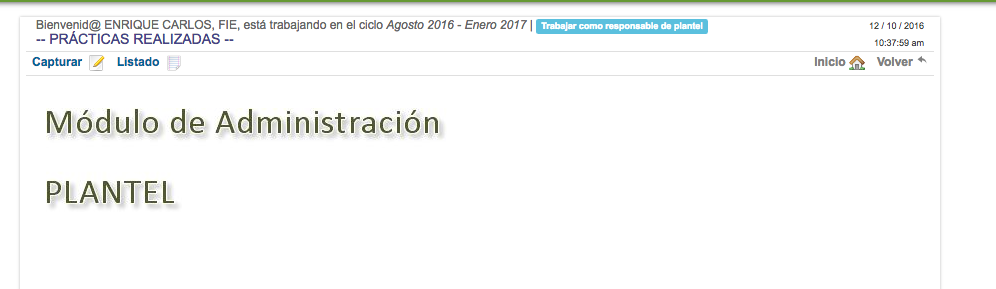 Bienvenid@ ENRIQUE CARLOS, FIE, está trabajando en el ciclo Agosto 2016 - Enero 2017 | Trabajar como responsable de plantel
12 / 10 / 2016
-- PRÁCTICAS REALIZADAS --
10:37:59 am
Capturar Listado Inicio Volver
Módulo de Administración
PLANTEL